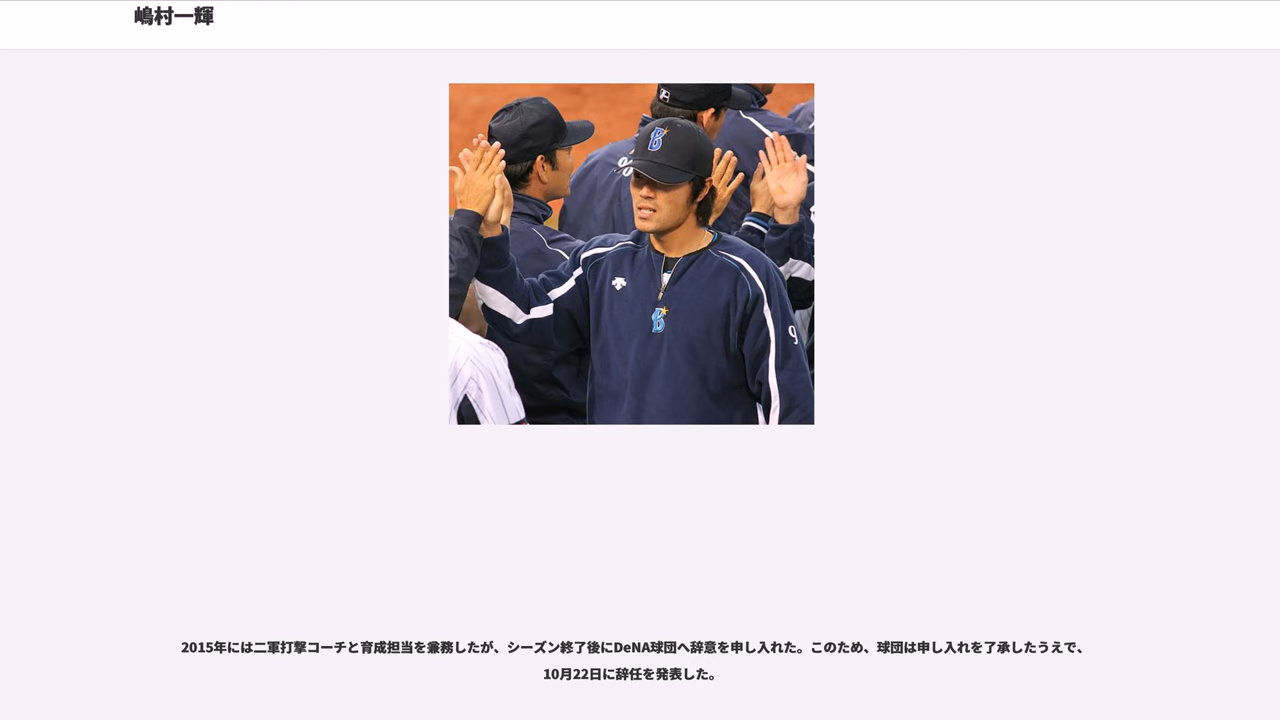 嶋村一輝
B
B
9
2015年には二軍打撃コーチと育成担当を兼務したが、シーズン終了後にDeNA球団へ辞意を申し入れた。このため、球団は申し入れを了承したうえで、
10月22日に辞任を発表した。